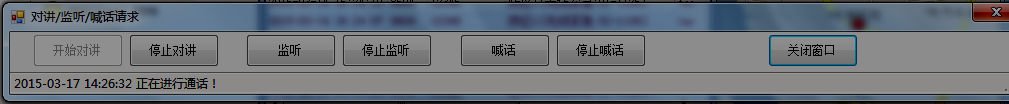 对讲/监听/喊话请求
开始对讲 停止对讲 监听 停止监听 喊话 停止喊话 关闭窗口
2015-03-17 14:26:32 正在进行通话！